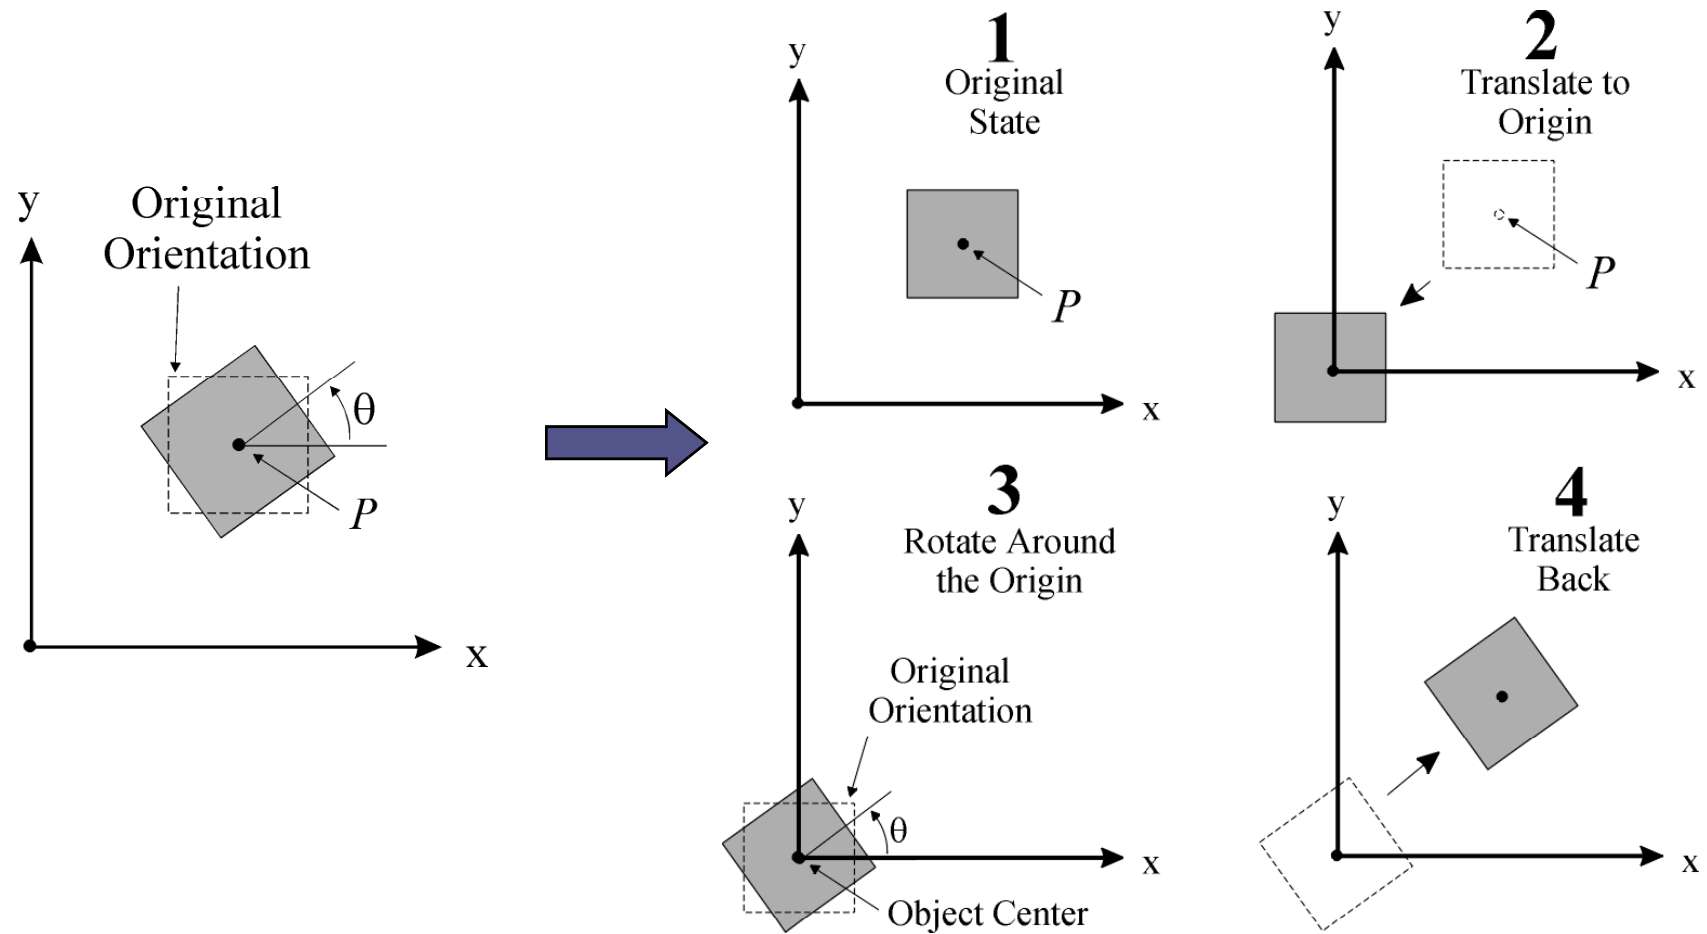 y
Original
Orientation
θ
P
x
1
Original
State
y
P
x
2
Translate to
Origin
y
P
x
3
Rotate Around
the Origin
y
Original
Orientation
θ
x
Object Center
4
Translate
Back
y
x